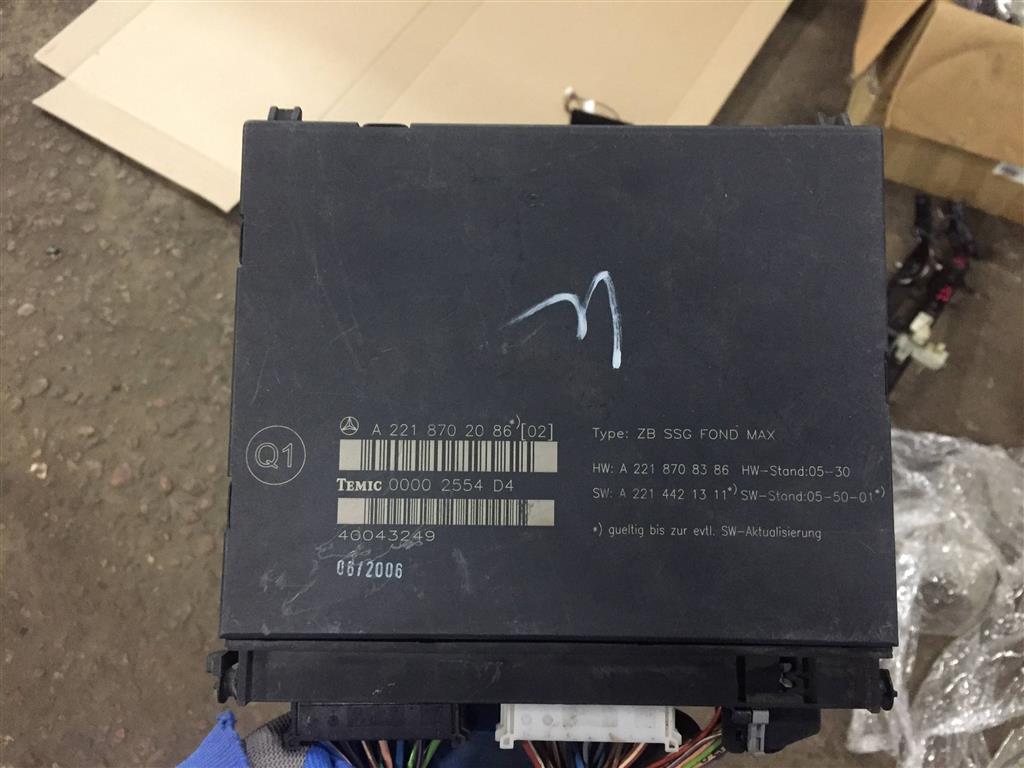 A 221 870 20 86*) [02]
TEMIC 0000 2554 D4
40043249
06/2006
Q1
Type: ZB SSG FOND MAX
HW: A 221 870 83 86 HW-Stand:05-30
SW: A 221 442 13 11*) SW-Stand:05-50-01*)
*) gueltig bis zur evtl. SW-Aktualisierung